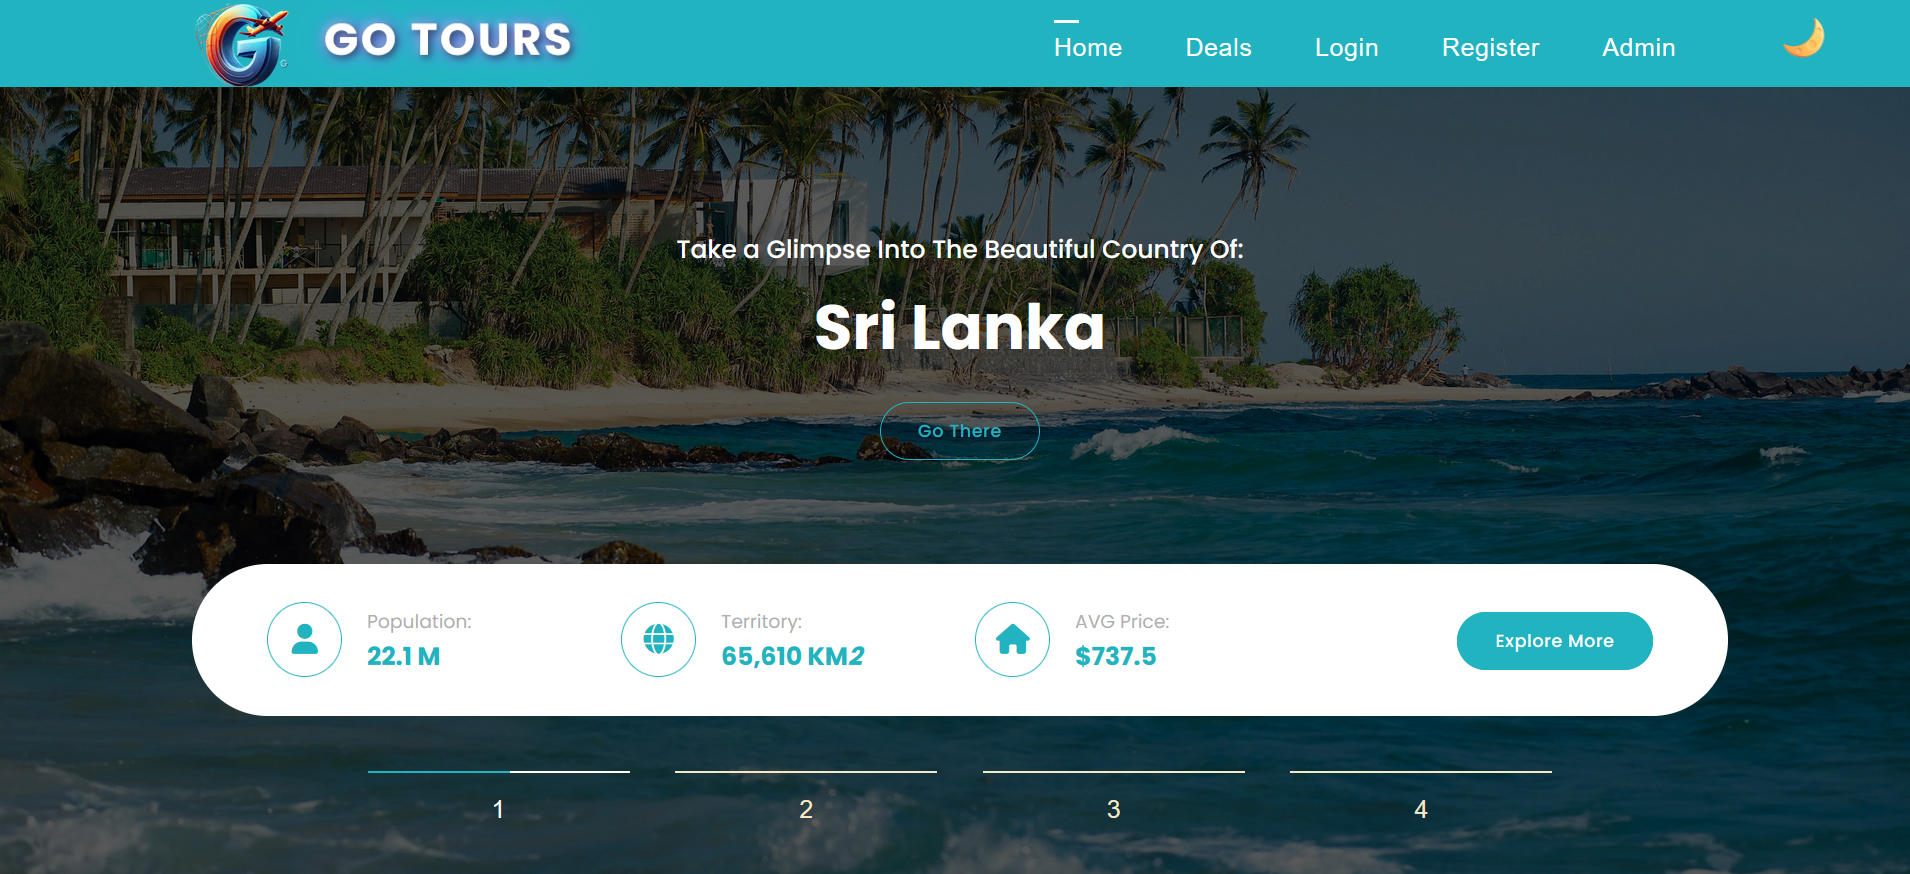 GO TOURS
Home Deals Login Register Admin
Take a Glimpse Into The Beautiful Country Of:
Sri Lanka
Go There
Population:
22.1 M
Territory:
65,610 KM2
AVG Price:
$737.5
Explore More
1 2 3 4